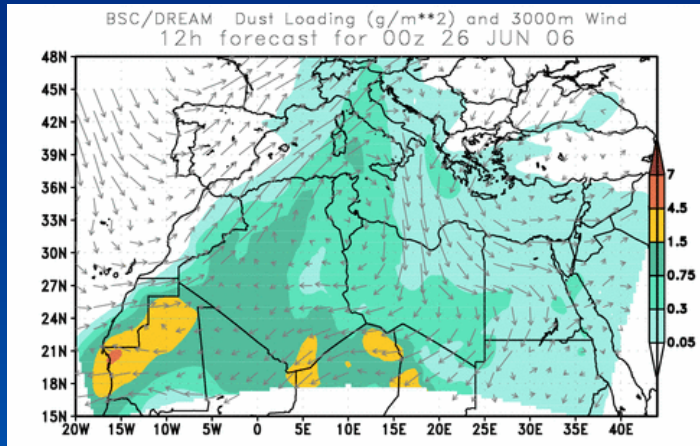 BSC/DREAM Dust Loading (g/m**2) and 3000m Wind
12h forecast for 00z 26 JUN 06
48N
45N
42N
39N
36N
33N
30N
27N
24N
21N
18N
15N
20W 15W 10W 5W 0 5E 10E 15E 20E 25E 30E 35E 40E
7
4.5
1.5
0.75
0.3
0.05